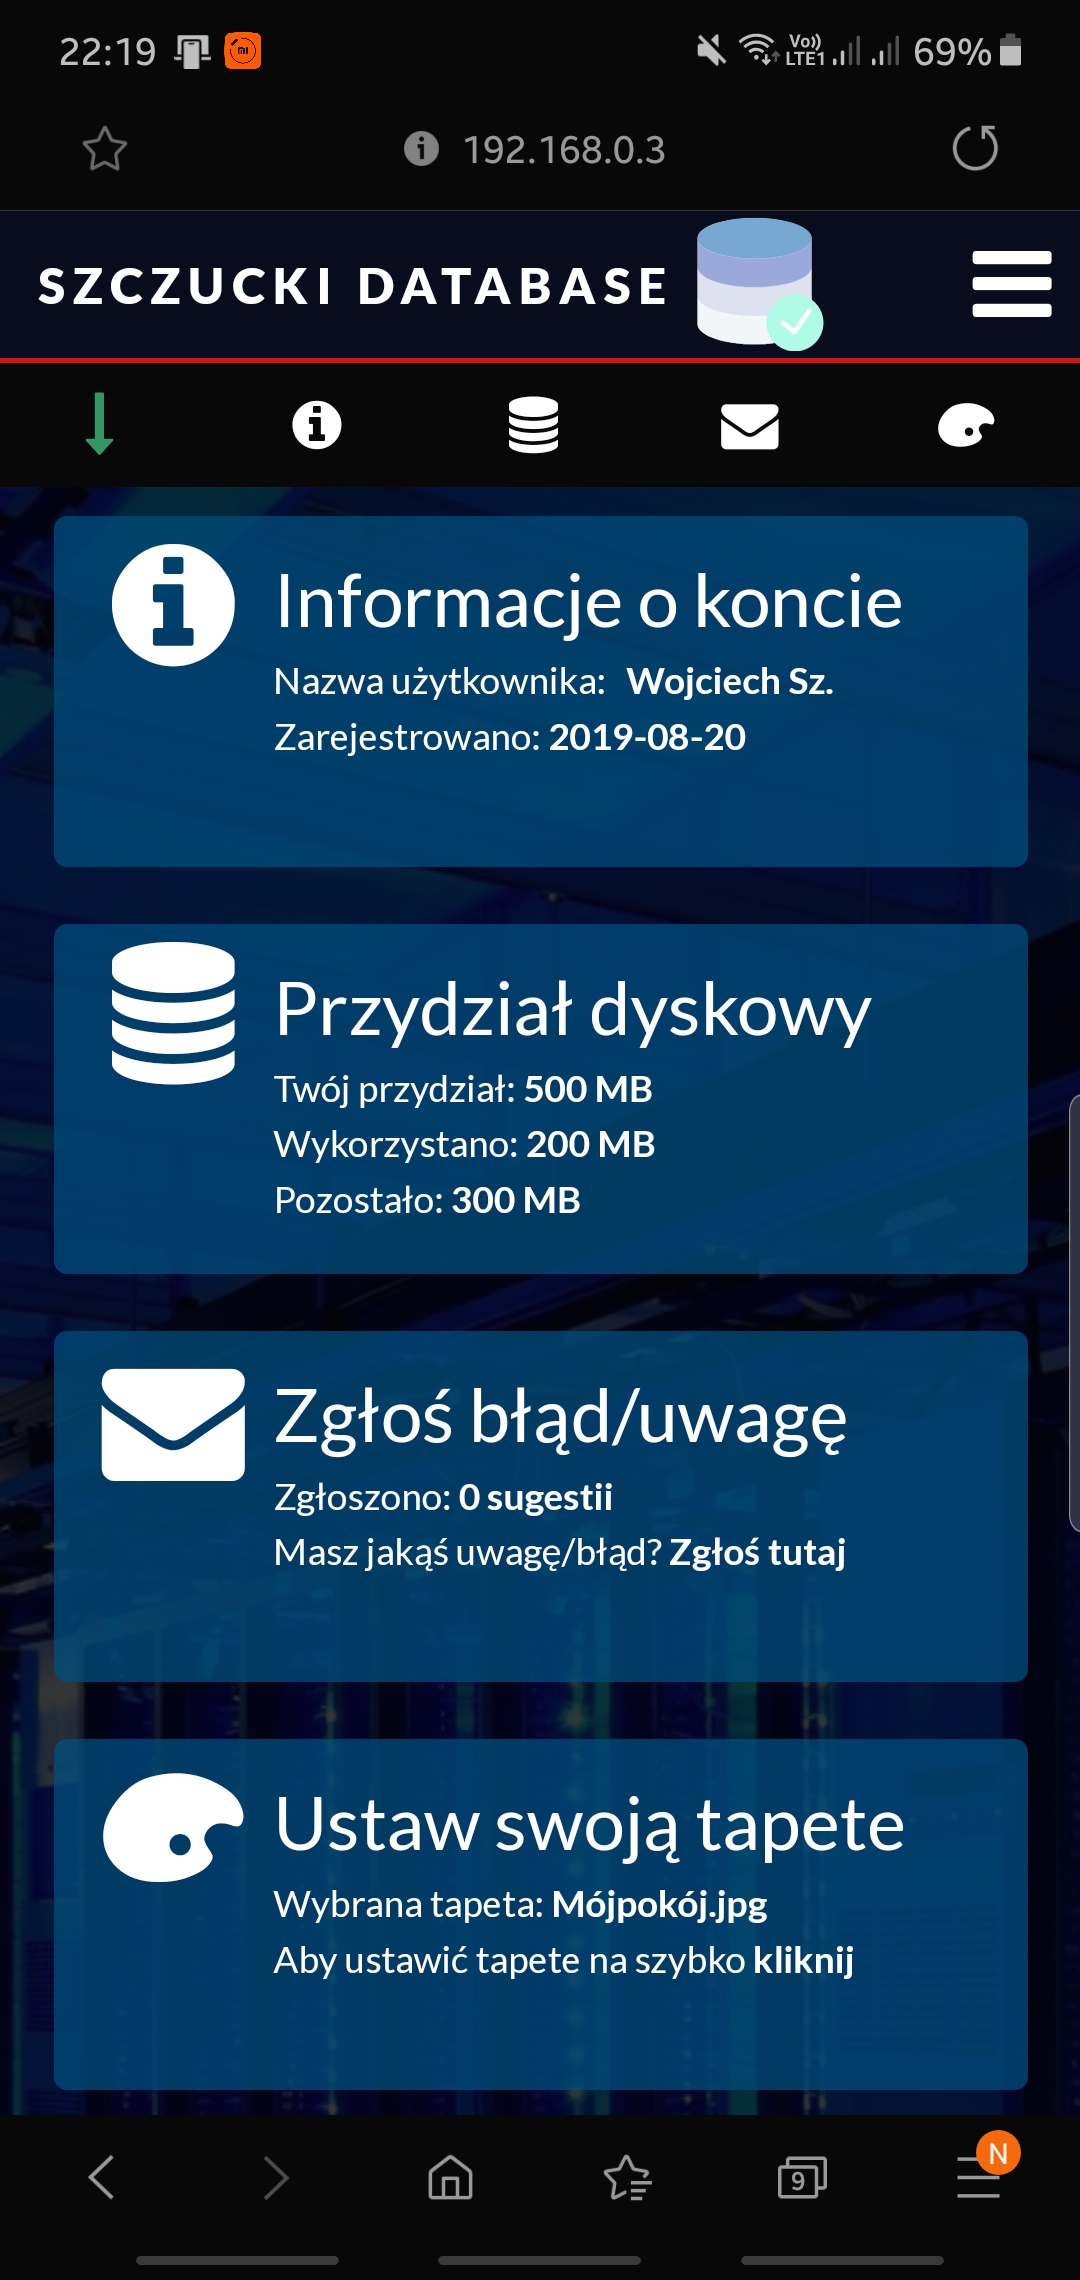 22:19
Vo)) LTE1 69%
192.168.0.3
SZCZUCKI DATABASE
Informacje o koncie
Nazwa użytkownika: Wojciech Sz.
Zarejestrowano: 2019-08-20
Przydział dyskowy
Twój przydział: 500 MB
Wykorzystano: 200 MB
Pozostało: 300 MB
Zgłoś błąd/uwagę
Zgłoszono: 0 sugestii
Masz jakąś uwagę/błąd? Zgłoś tutaj
Ustaw swoją tapete
Wybrana tapeta: Mójpokój.jpg
Aby ustawić tapete na szybko kliknij
9
N